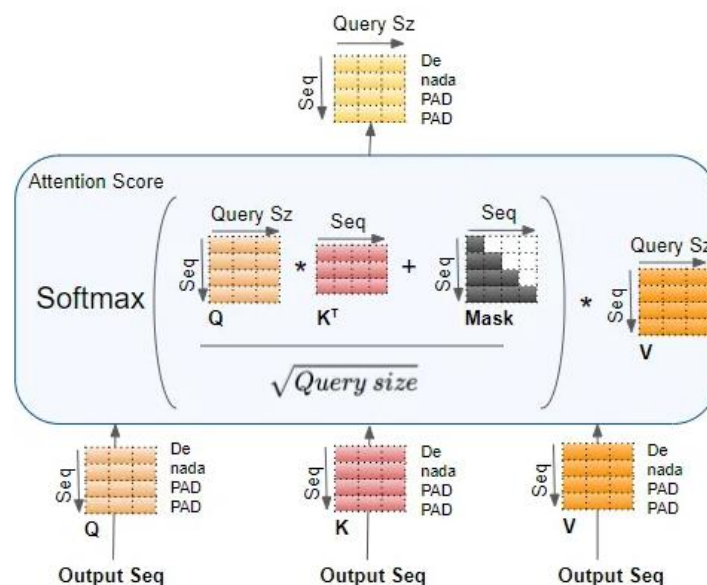 Query Sz
Seq
De
nada
PAD
PAD
Attention Score
Query Sz
Seq
Seq
Query Sz
Seq
Seq
Seq
Softmax
*
+
*
Q
Kᵀ
Mask
V
√Query size
Seq
De
nada
PAD
PAD
Q
Seq
De
nada
PAD
PAD
K
Seq
De
nada
PAD
PAD
V
Output Seq
Output Seq
Output Seq